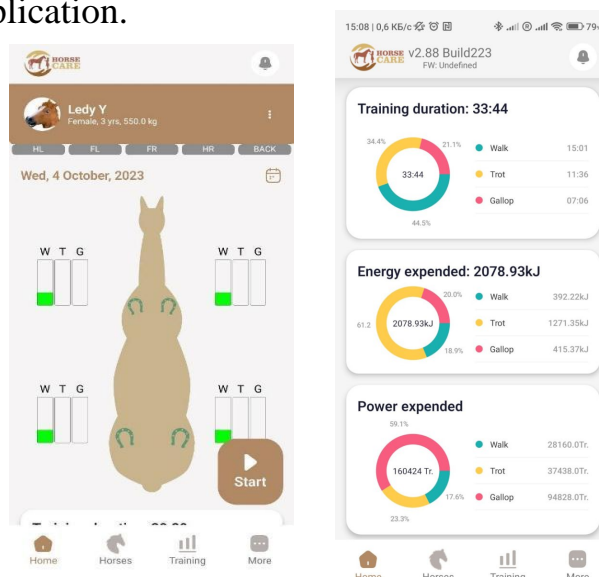 plication.
HORSE
CARE
Ledy Y
Female, 3 yrs, 550.0 kg
HL FL FR HR BACK
Wed, 4 October, 2023
W T G
W T G
W T G
W T G
Start
Home Horses Training More
15:08 | 0,6 КБ/с
79
HORSE
CARE
v2.88 Build223
FW: Undefined
Training duration: 33:44
34.4%
21.1%
33:44
44.5%
Walk 15:01
Trot 11:36
Gallop 07:06
Energy expended: 2078.93kJ
20.0%
61.2
2078.93kJ
18.9%
Walk 392.22kJ
Trot 1271.35kJ
Gallop 415.37kJ
Power expended
59.1%
160424 Tr.
17.6%
23.3%
Walk 28160.0Tr.
Trot 37438.0Tr.
Gallop 94828.0Tr.
Home Horses Training More